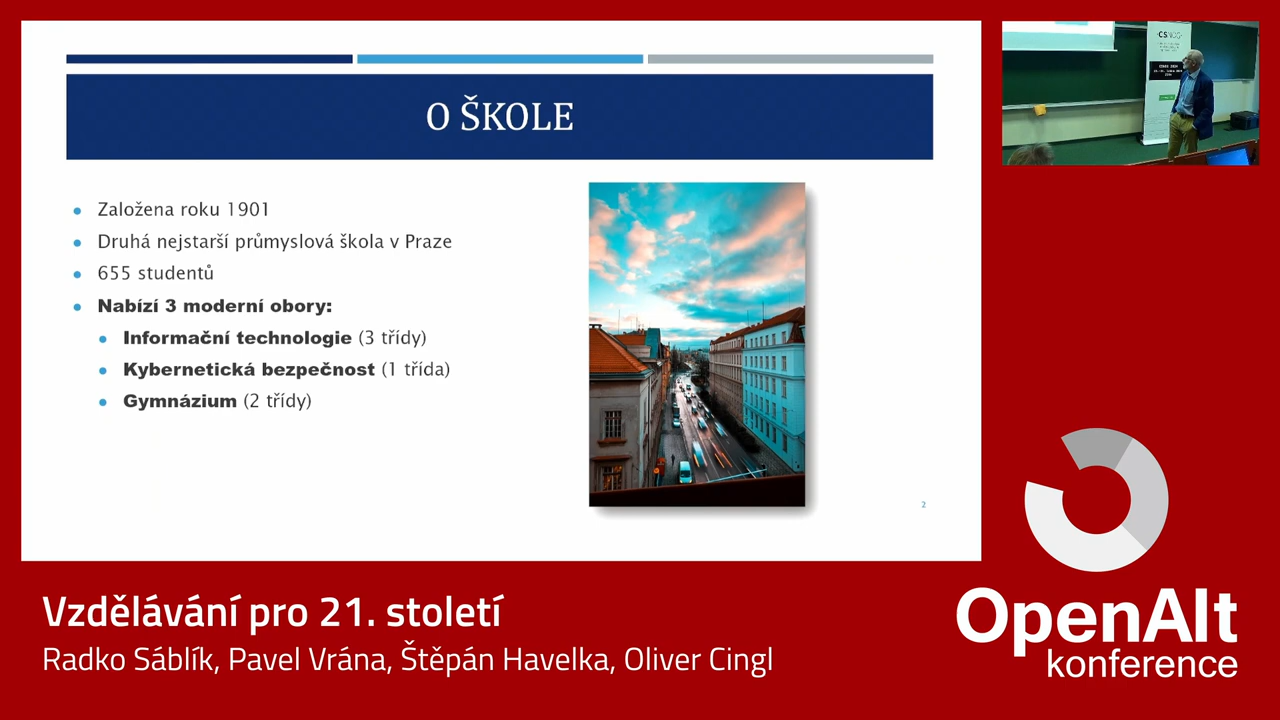 O ŠKOLE
Založena roku 1901
Druhá nejstarší průmyslová škola v Praze
655 studentů
Nabízí 3 moderní obory:
Informační technologie (3 třídy)
Kybernetická bezpečnost (1 třída)
Gymnázium (2 třídy)
2
CSNOG
Vzdělávání pro 21. století
Radko Sáblík, Pavel Vrána, Štěpán Havelka, Oliver Cingl
OpenAlt
konference